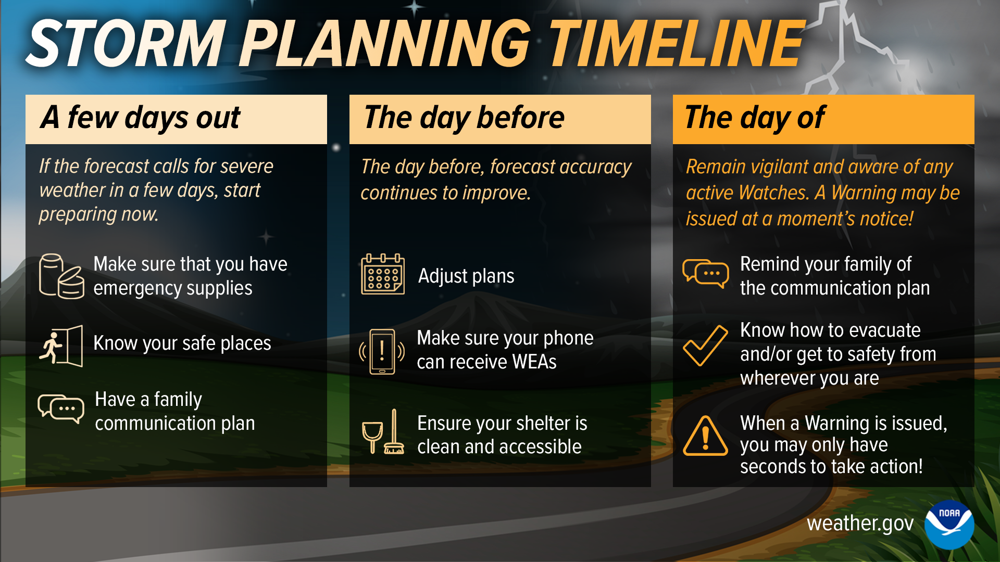 STORM PLANNING TIMELINE
A few days out
If the forecast calls for severe
weather in a few days, start
preparing now.
Make sure that you have
emergency supplies
Know your safe places
Have a family
communication plan
The day before
The day before, forecast accuracy
continues to improve.
Adjust plans
Make sure your phone
can receive WEAs
Ensure your shelter is
clean and accessible
The day of
Remain vigilant and aware of any
active Watches. A Warning may be
issued at a moment’s notice!
Remind your family of
the communication plan
Know how to evacuate
and/or get to safety from
wherever you are
When a Warning is issued,
you may only have
seconds to take action!
weather.gov
NOAA